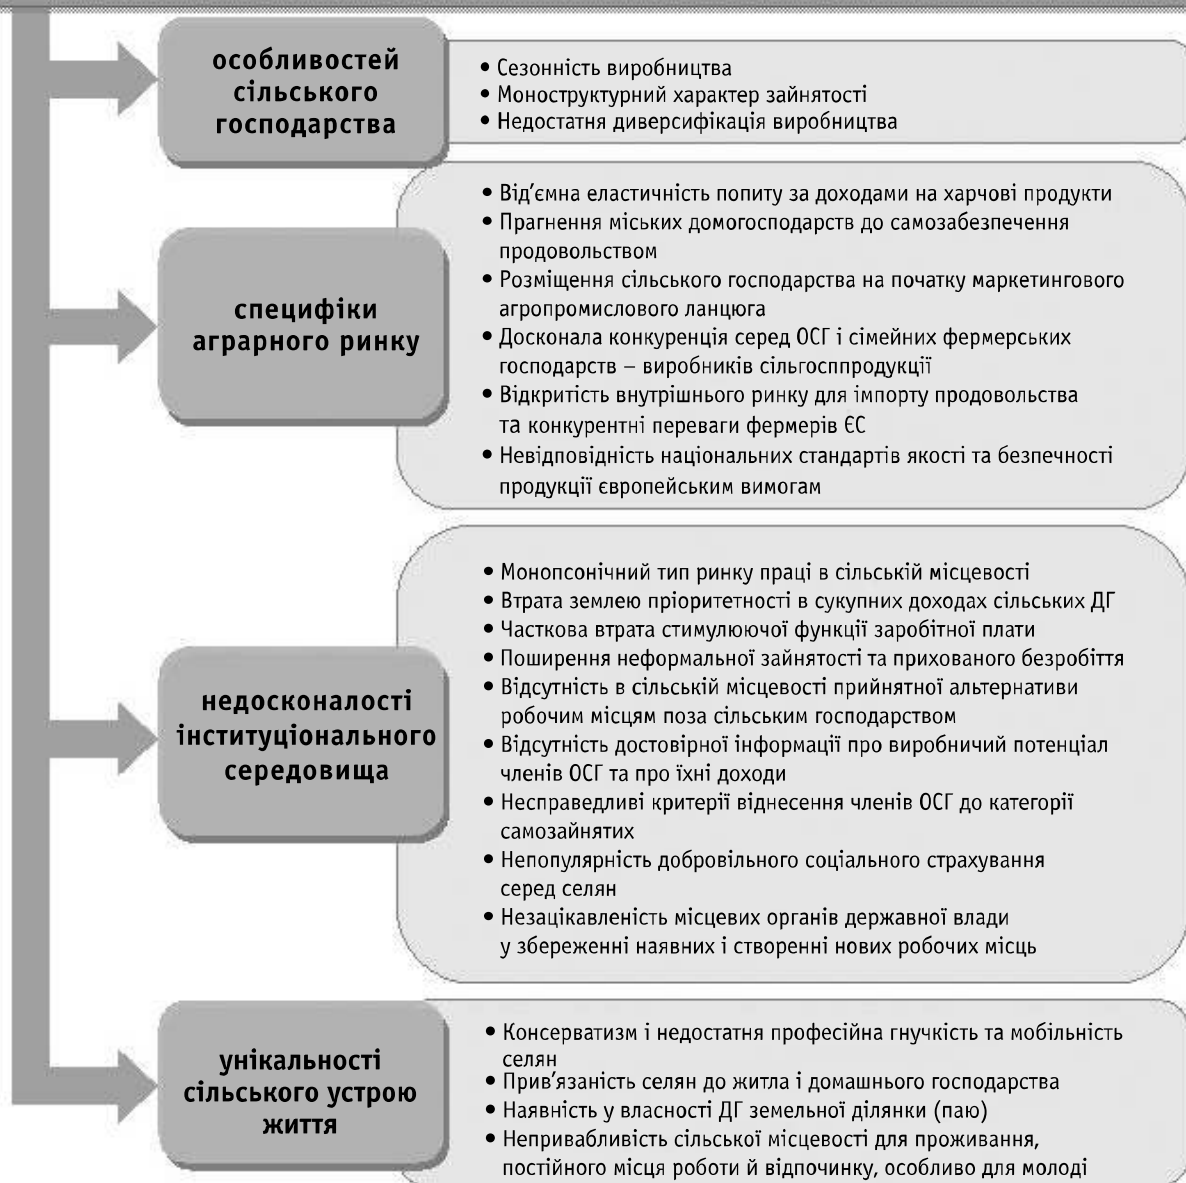 особливостей
сільського
господарства
• Сезонність виробництва
• Моноструктурний характер зайнятості
• Недостатня диверсифікація виробництва
специфіки
аграрного ринку
• Від’ємна еластичність попиту за доходами на харчові продукти
• Прагнення міських домогосподарств до самозабезпечення
продовольством
• Розміщення сільського господарства на початку маркетингового
агропромислового ланцюга
• Досконала конкуренція серед ОСГ і сімейних фермерських
господарств – виробників сільгосппродукції
• Відкритість внутрішнього ринку для імпорту продовольства
та конкурентні переваги фермерів ЄС
• Невідповідність національних стандартів якості та безпечності
продукції європейським вимогам
недосконалості
інституціонального
середовища
• Монопсонічний тип ринку праці в сільській місцевості
• Втрата землею пріоритетності в сукупних доходах сільських ДГ
• Часткова втрата стимулюючої функції заробітної плати
• Поширення неформальної зайнятості та прихованого безробіття
• Відсутність в сільській місцевості прийнятної альтернативи
робочим місцям поза сільським господарством
• Відсутність достовірної інформації про виробничий потенціал
членів ОСГ та про їхні доходи
• Несправедливі критерії віднесення членів ОСГ до категорії
самозайнятих
• Непопулярність добровільного соціального страхування
серед селян
• Незацікавленість місцевих органів державної влади
у збереженні наявних і створенні нових робочих місць
унікальності
сільського устрою
життя
• Консерватизм і недостатня професійна гнучкість та мобільність
селян
• Прив’язаність селян до житла і домашнього господарства
• Наявність у власності ДГ земельної ділянки (паю)
• Непривабливість сільської місцевості для проживання,
постійного місця роботи й відпочинку, особливо для молоді